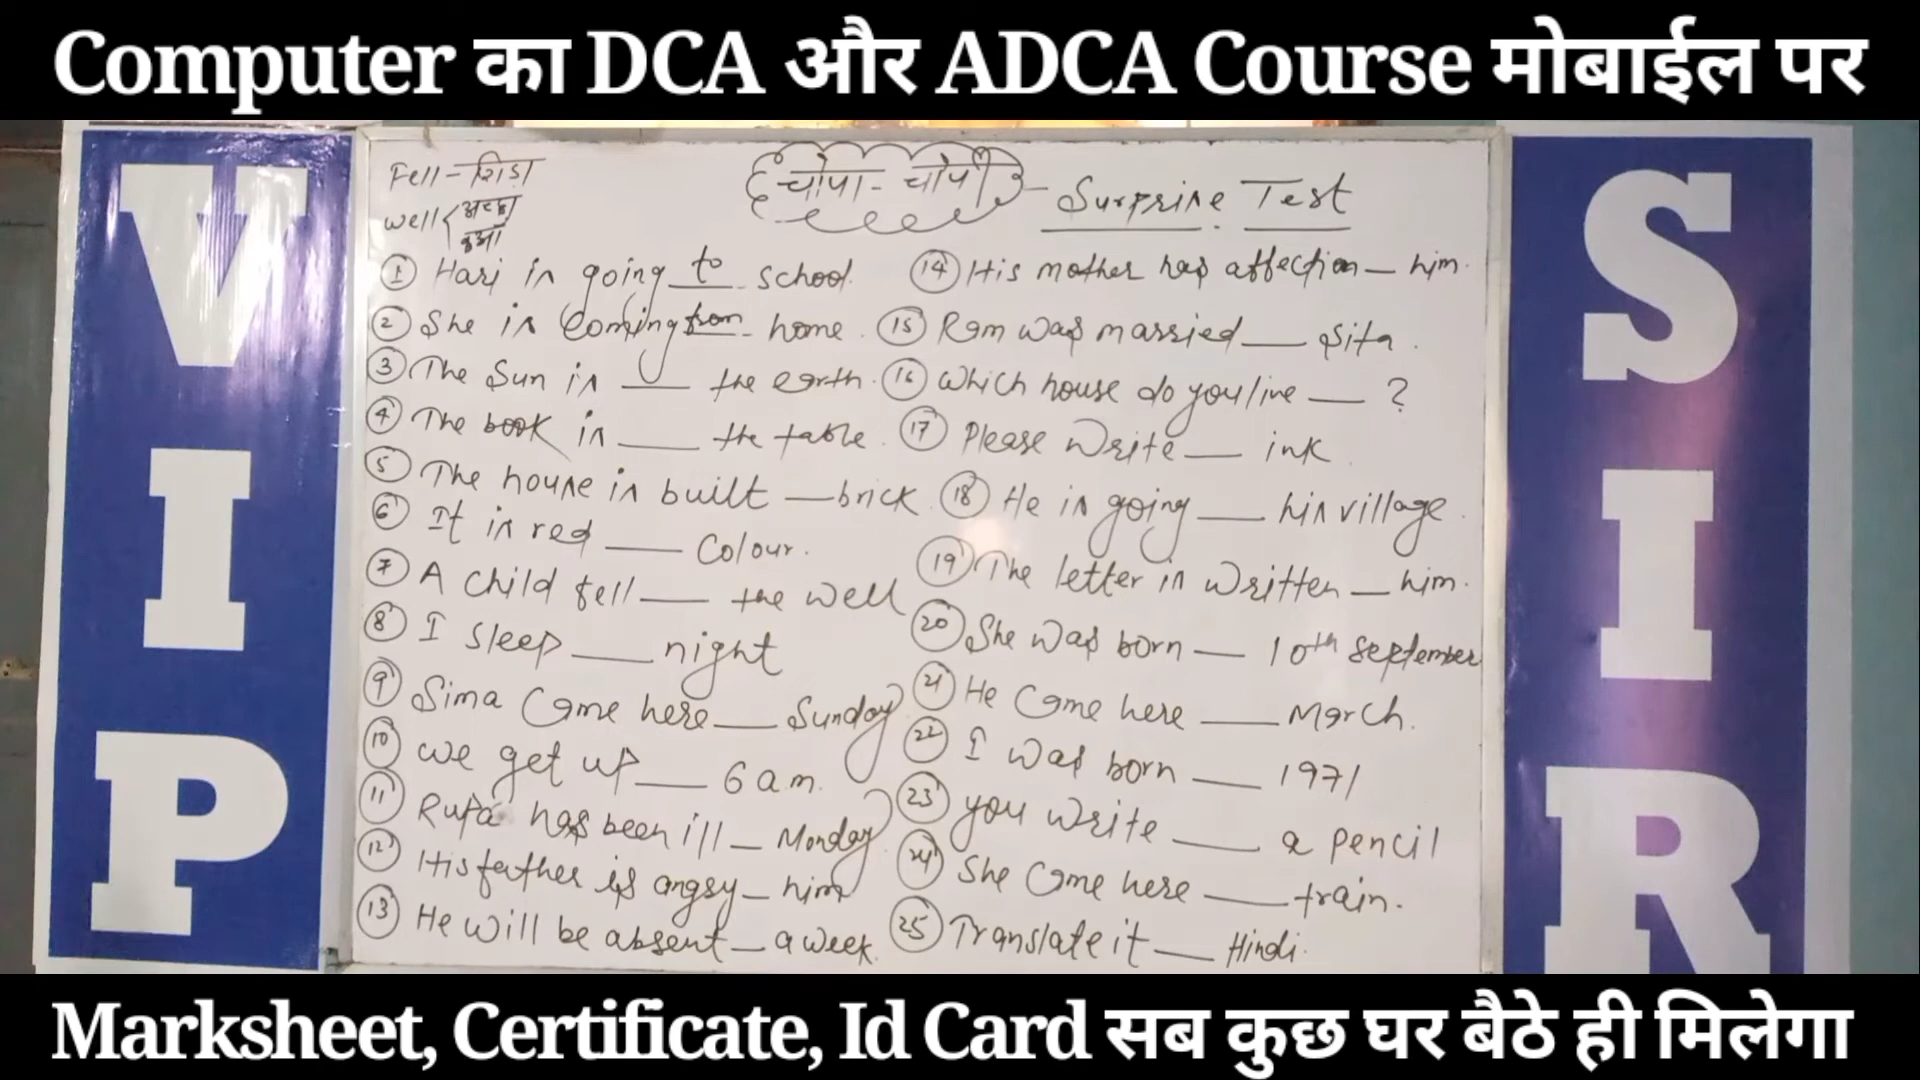 Computer का DCA और ADCA Course मोबाईल पर
VIP
SIR
Fell - गिरा
well
चोपा - चोपी - Surprise Test
① Hari is going to school.
② She is coming from home.
③ The Sun is ___ the earth.
④ The book is ___ the table.
⑤ The house is built ___ brick.
⑥ It is red ___ Colour.
⑦ A child fell ___ the well
⑧ I sleep ___ night
⑨ Sima came here ___ Sunday
⑩ we get up ___ 6 a.m.
⑪ Rupa has been ill ___ Monday
⑫ His father is angry ___ him
⑬ He will be absent ___ a week.
⑭ His mother has affection ___ him.
⑮ Ram was married ___ Sita.
⑯ Which house do you live ___ ?
⑰ Please write ___ ink.
⑱ He is going ___ his village.
⑲ The letter is written ___ him.
⑳ She was born ___ 10th September
㉑ He came here ___ March.
㉒ I was born ___ 1971
㉓ you write ___ a pencil
㉔ She came here ___ train.
㉕ Translate it ___ Hindi.
Marksheet, Certificate, Id Card सब कुछ घर बैठे ही मिलेगा